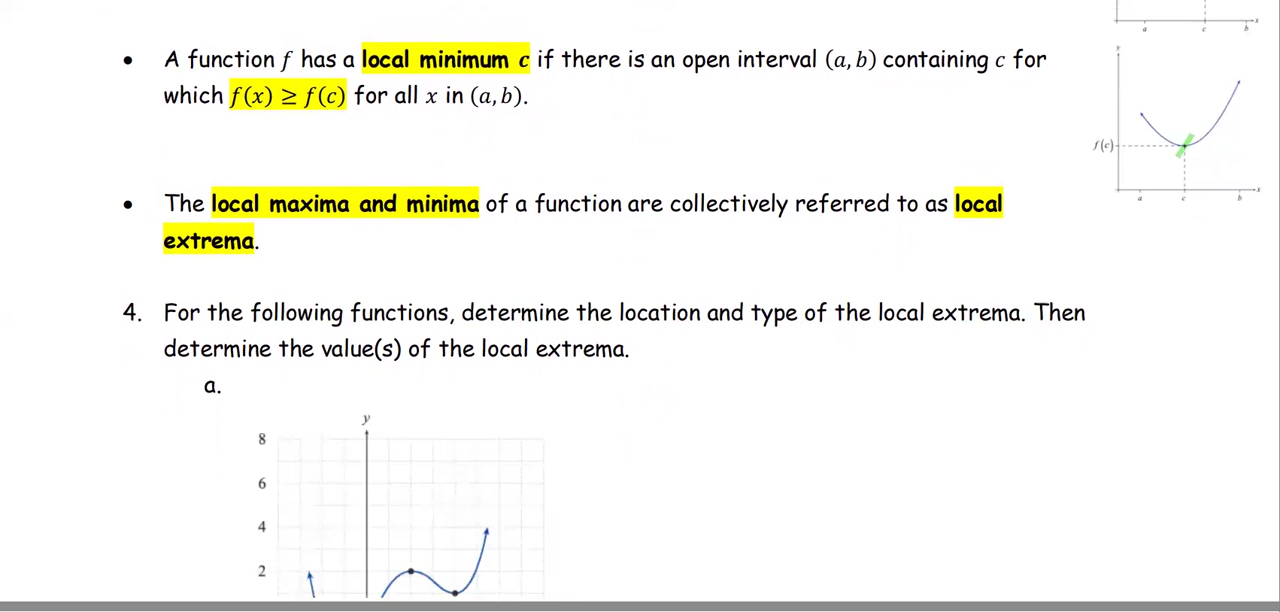 a c b x
• A function f has a local minimum c if there is an open interval (a, b) containing c for
which f(x) ≥ f(c) for all x in (a, b).
y
f(c)
x
a c b
• The local maxima and minima of a function are collectively referred to as local
extrema.
4. For the following functions, determine the location and type of the local extrema. Then
determine the value(s) of the local extrema.
a.
y
8
6
4
2